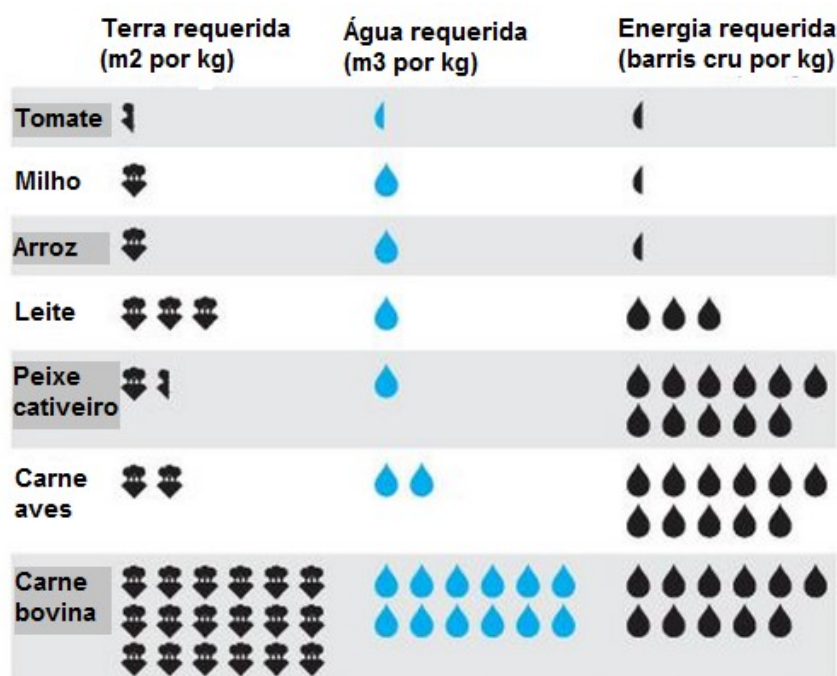 Terra requerida
(m2 por kg)
Água requerida
(m3 por kg)
Energia requerida
(barris cru por kg)
Tomate
Milho
Arroz
Leite
Peixe
cativeiro
Carne
aves
Carne
bovina